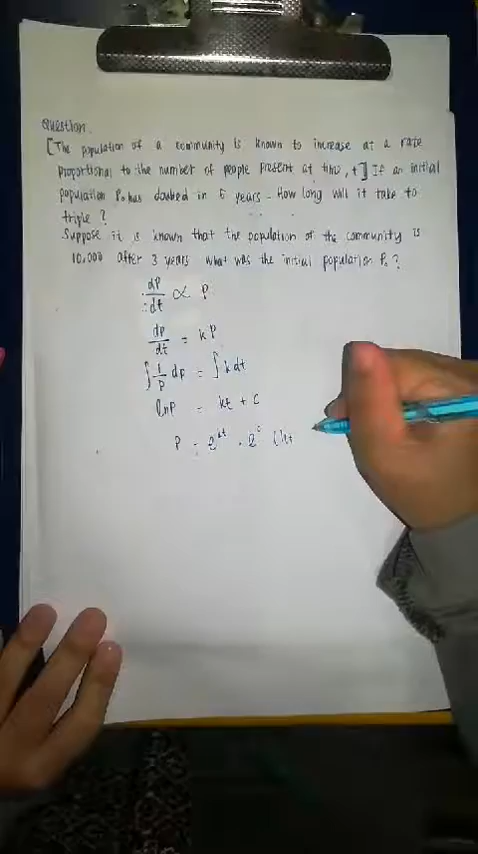 Question.
[The population of a community is known to increase at a rate
proportional to the number of people present at time, t] If an initial
population P₀ has doubled in 5 years. How long will it take to
triple ?
Suppose it is known that the population of the community is
10,000 after 3 years what was the initial population P₀ ?
dP/dt ∝ P
dP/dt = kP
∫ 1/P dP = ∫ k dt
ln P = kt + c
P = e^kt · e^c (let